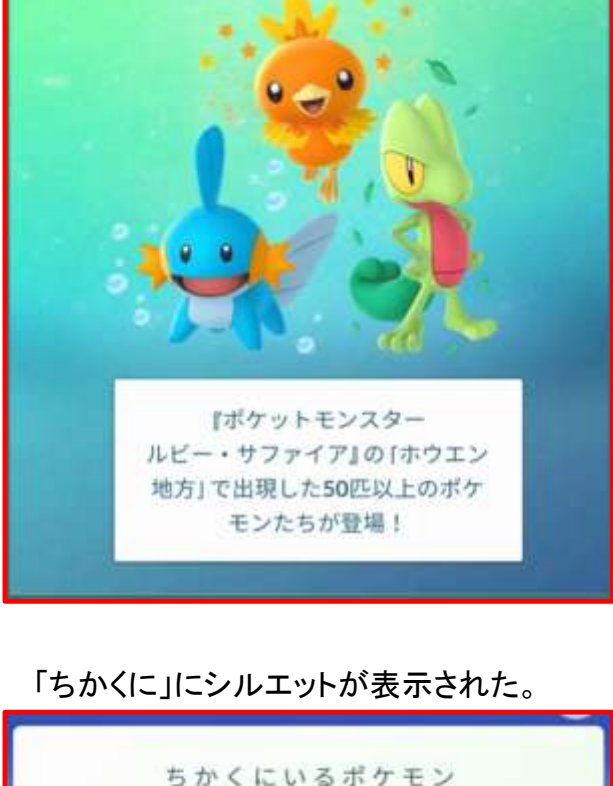 『ポケットモンスター
ルビー・サファイア』の「ホウエン
地方」で出現した50匹以上のポケ
モンたちが登場！
「ちかくに」にシルエットが表示された。
ちかくにいるポケモン